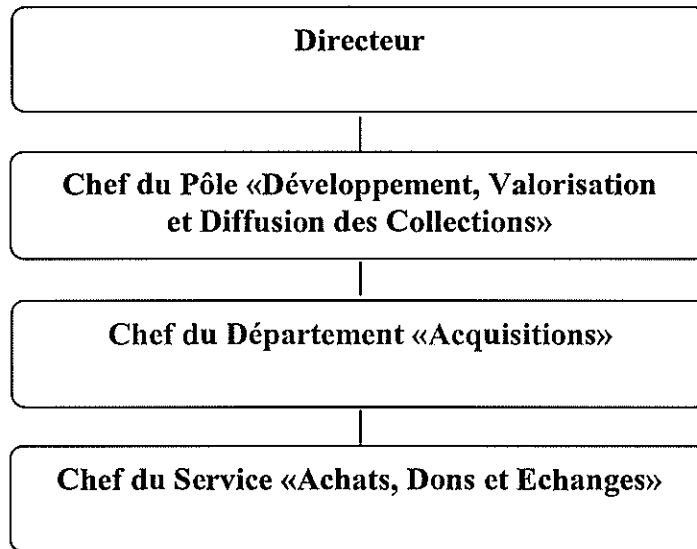 Directeur
Chef du Pôle «Développement, Valorisation
et Diffusion des Collections»
Chef du Département «Acquisitions»
Chef du Service «Achats, Dons et Echanges»